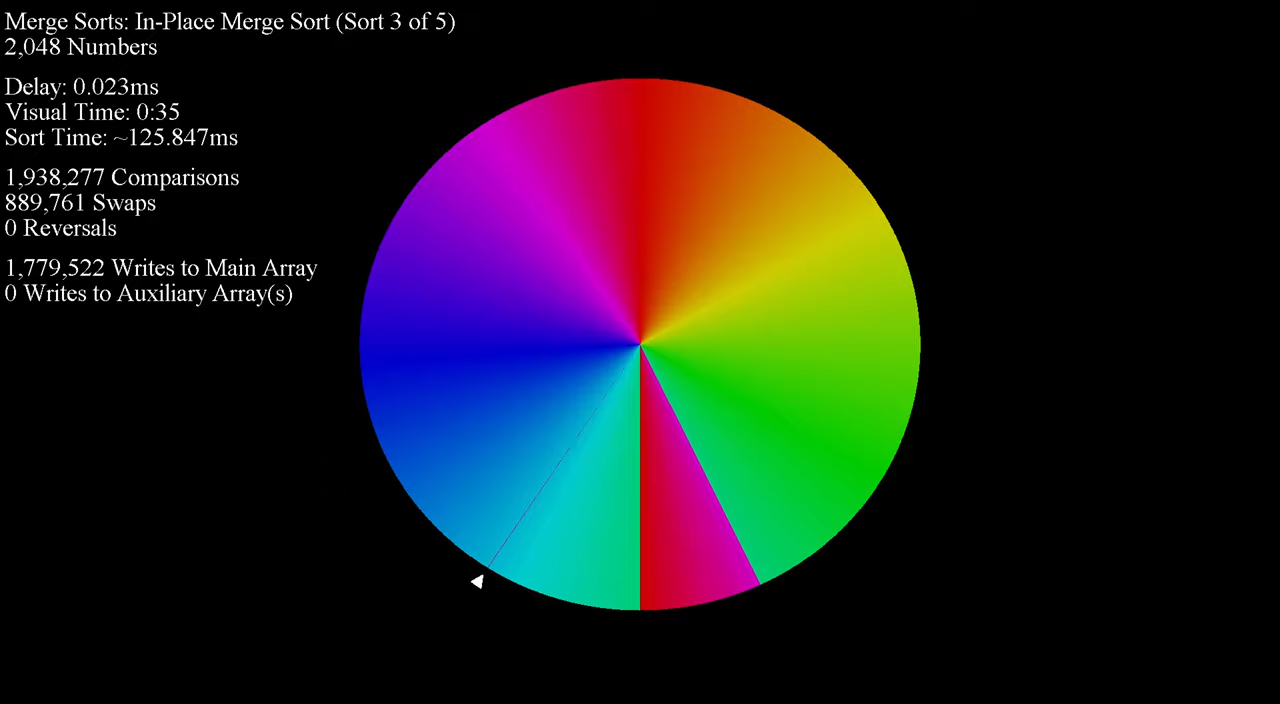 Merge Sorts: In-Place Merge Sort (Sort 3 of 5)
2,048 Numbers
Delay: 0.023ms
Visual Time: 0:35
Sort Time: ~125.847ms
1,938,277 Comparisons
889,761 Swaps
0 Reversals
1,779,522 Writes to Main Array
0 Writes to Auxiliary Array(s)